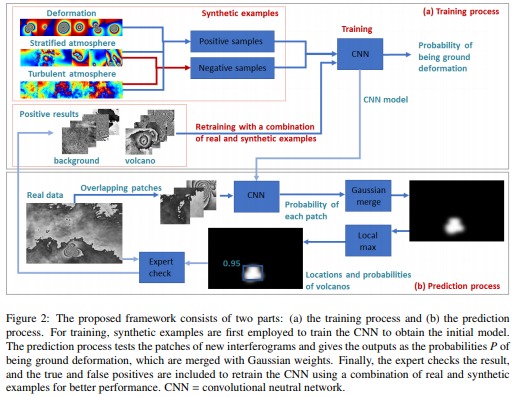 Deformation
Synthetic examples
(a) Training process
Stratified atmosphere
Positive samples
Training
Turbulent atmosphere
Negative samples
CNN
Probability of
being ground
deformation
CNN model
Positive results
background
volcano
Retraining with a combination
of real and synthetic examples
Real data
Overlapping patches
CNN
Probability of
each patch
Gaussian
merge
Local
max
Expert
check
0.95
Locations and probabilities
of volcanos
(b) Prediction process
Figure 2: The proposed framework consists of two parts: (a) the training process and (b) the prediction
process. For training, synthetic examples are first employed to train the CNN to obtain the initial model.
The prediction process tests the patches of new interferograms and gives the outputs as the probabilities P of
being ground deformation, which are merged with Gaussian weights. Finally, the expert checks the result,
and the true and false positives are included to retrain the CNN using a combination of real and synthetic
examples for better performance. CNN = convolutional neural network.